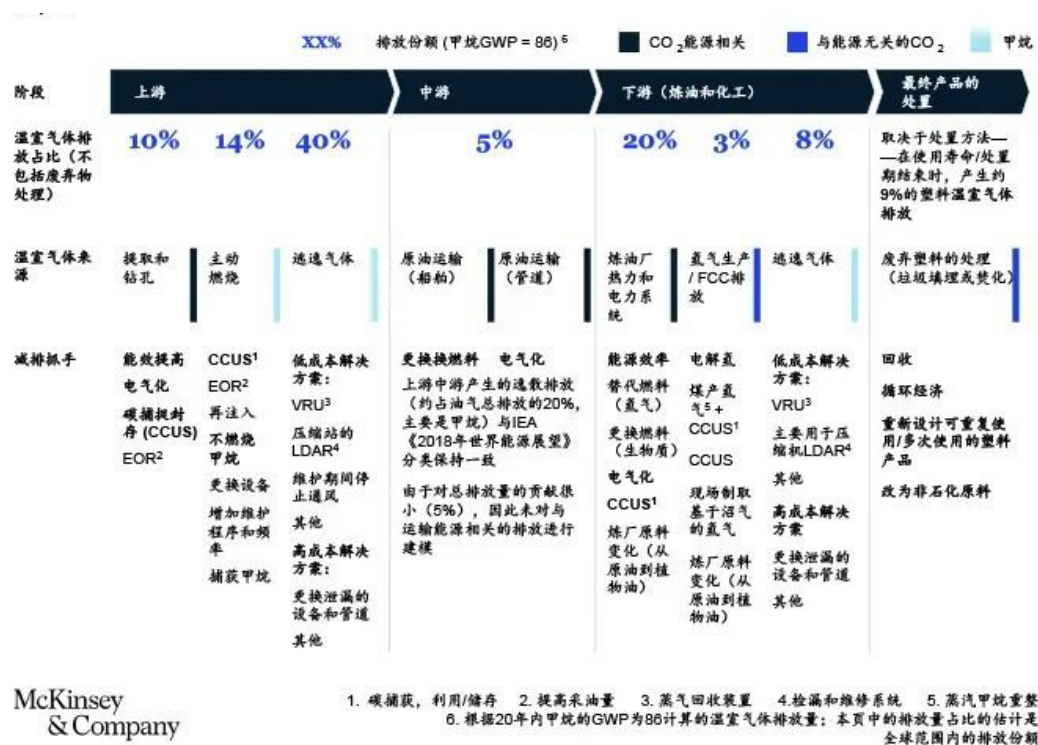 XX% 排放份额 (甲烷GWP = 86) ⁶ CO₂能源相关 与能源无关的CO₂ 甲烷
阶段 上游 中游 下游（炼油和化工） 最终产品的处置
温室气体排放占比（不包括废弃物处理）
10% 14% 40% 5% 20% 3% 8%
取决于处置方法—
—在使用寿命/处置
期结束时，产生约
9%的塑料温室气体
排放
温室气体来源
提取和
钻孔
主动
燃烧
逃逸气体
原油运输
（船舶）
原油运输
（管道）
炼油厂
热力和
电力系
统
氢气生产
/FCC排
放
逃逸气体
废弃塑料的处理
（垃圾填埋或焚化）
减排抓手
能效提高
电气化
碳捕捉封
存 (CCUS)
EOR²
CCUS¹
EOR²
再注入
不燃烧
甲烷
更换设备
增加维护
程序和频
率
捕获甲烷
低成本解决
方案：
VRU³
压缩站的
LDAR⁴
维护期间停
止通风
其他
高成本解决
方案：
更换泄漏的
设备和管道
其他
更换换燃料 电气化
上游中游产生的逸散排放
（约占油气总排放的20%，
主要是甲烷）与IEA
《2018年世界能源展望》
分类保持一致
由于对总排放量的贡献很
小（5%），因此未对与
运输能源相关的排放进行
建模
能源效率
替代燃料
（氢气）
更换燃料
（生物质）
电气化
CCUS¹
炼厂原料
变化（从
原油到植
物油）
电解氢
煤产氢
气⁵ +
CCUS¹
CCUS
现场制取
基于沼气
的氢气
炼厂原料
变化（从
原油到植
物油）
低成本解决
方案：
VRU³
主要用于压
缩机LDAR⁴
其他
高成本解决
方案：
更换泄漏的
设备和管道
其他
回收
循环经济
重新设计可重复使
用/多次使用的塑料
产品
改为非石化原料
McKinsey
& Company
1. 碳捕获，利用/储存 2. 提高采油量 3. 蒸气回收装置 4.检漏和维修系统 5. 蒸汽甲烷重整
6. 根据20年内甲烷的GWP为86计算的温室气体排放量；本页中的排放量占比的估计是
全球范围内的排放份额